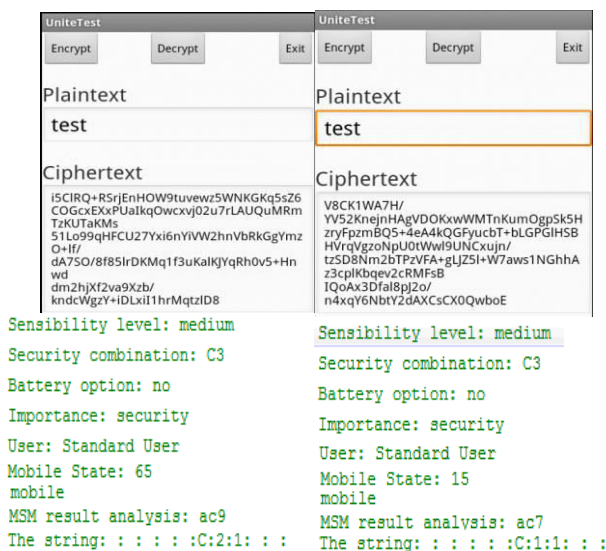 UniteTest
Encrypt Decrypt Exit
Plaintext
test
Ciphertext
i5ClRQ+RSrjEnHOW9tuvewz5WNKGKq5sZ6
COGcxEXxPUaIkqOwcxvj02u7rLAUQuMRm
TzKUTaKMs
51Lo99qHFCU27Yxi6nYiVW2hnVbRkGgYmz
O+lf/
dA7SO/8f85lrDKMq1f3uKalKJYqRh0v5+Hn
wd
dm2hjXf2va9Xzb/
kndcWgzY+iDLxiI1hrMqtzlD8
Sensibility level: medium
Security combination: C3
Battery option: no
Importance: security
User: Standard User
Mobile State: 65
mobile
MSM result analysis: ac9
The string: : : : : :C:2:1: : :
UniteTest
Encrypt Decrypt Exit
Plaintext
test
Ciphertext
V8CK1WA7H/
YV52KnejnHAgVDOKxwWMTnKumOgpSk5H
zryFpzmBQ5+4eA4kQGFyucbT+bLGPGlHSB
HVrqVgzoNpU0tWwl9UNCxujn/
tzSD8Nm2bTPzVFA+gLJZ5l+W7aws1NGhhA
z3cplKbqev2cRMFsB
IQoAx3Dfal8pJ2o/
n4xqY6NbtY2dAXCsCX0QwboE
Sensibility level: medium
Security combination: C3
Battery option: no
Importance: security
User: Standard User
Mobile State: 15
mobile
MSM result analysis: ac7
The string: : : : : :C:1:1: : :